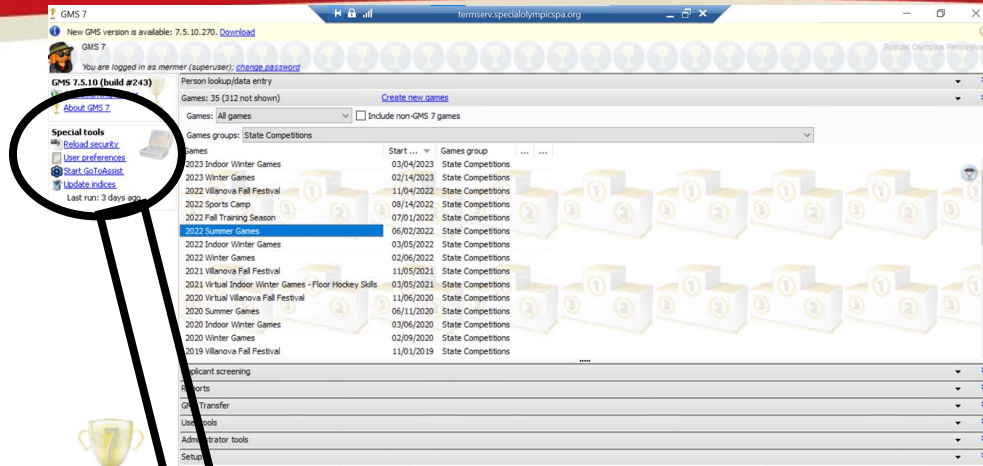 GMS 7
termserv.specialolympicspa.org
New GMS version is available: 7.5.10.270. Download
GMS 7
You are logged in as mermer (superuser); change password
Special Olympics Pennsylva
GMS 7.5.10 (build #243)
About GMS 7
Special tools
Reload security
User preferences
Start GoToAssist
Update indices
Last run: 3 days ago
Person lookup/data entry
Games: 35 (312 not shown) Create new games
Games: All games Include non-GMS 7 games
Games groups: State Competitions
Games Start ... Games group ... ...
2023 Indoor Winter Games 03/04/2023 State Competitions
2023 Winter Games 02/14/2023 State Competitions
2022 Villanova Fall Festival 11/04/2022 State Competitions
2022 Sports Camp 08/14/2022 State Competitions
2022 Fall Training Season 07/01/2022 State Competitions
2022 Summer Games 06/02/2022 State Competitions
2022 Indoor Winter Games 03/05/2022 State Competitions
2022 Winter Games 02/06/2022 State Competitions
2021 Villanova Fall Festival 11/05/2021 State Competitions
2021 Virtual Indoor Winter Games - Floor Hockey Skills 03/05/2021 State Competitions
2020 Virtual Villanova Fall Festival 11/06/2020 State Competitions
2020 Summer Games 06/11/2020 State Competitions
2020 Indoor Winter Games 03/06/2020 State Competitions
2020 Winter Games 02/09/2020 State Competitions
2019 Villanova Fall Festival 11/01/2019 State Competitions
Applicant screening
Reports
GMS Transfer
User tools
Administrator tools
Setup
7